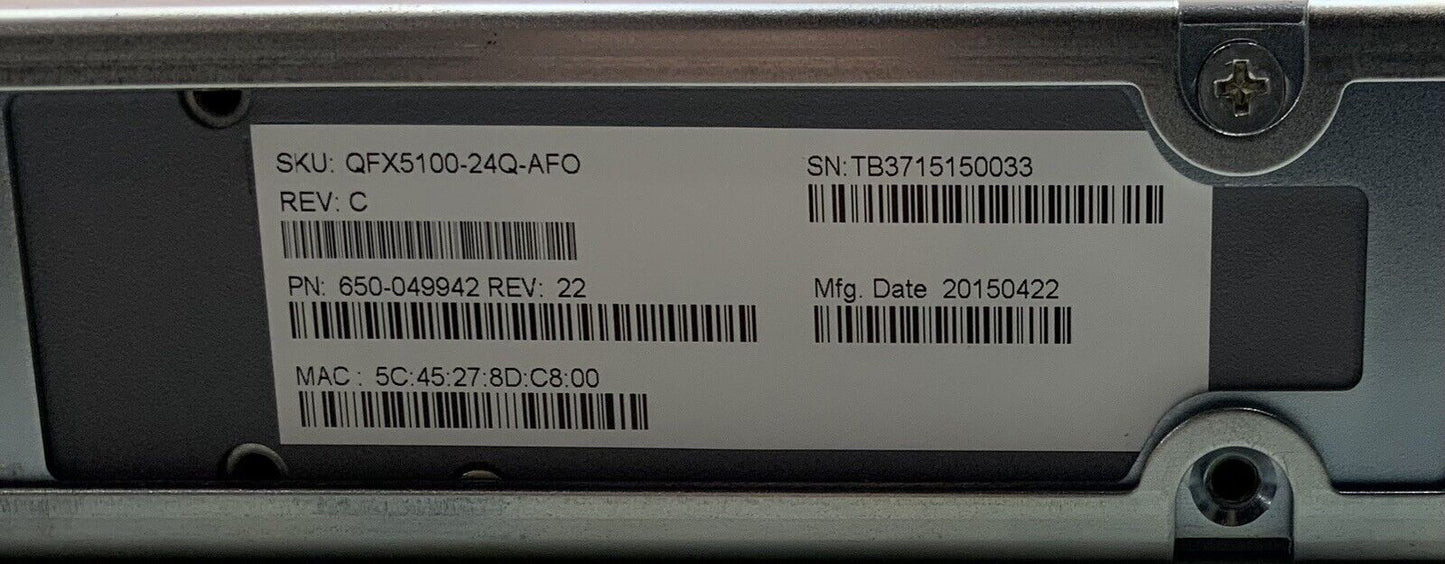 SKU: QFX5100-24Q-AFO
REV: C
SN:TB3715150033
PN: 650-049942 REV: 22
Mfg. Date 20150422
MAC : 5C:45:27:8D:C8:00